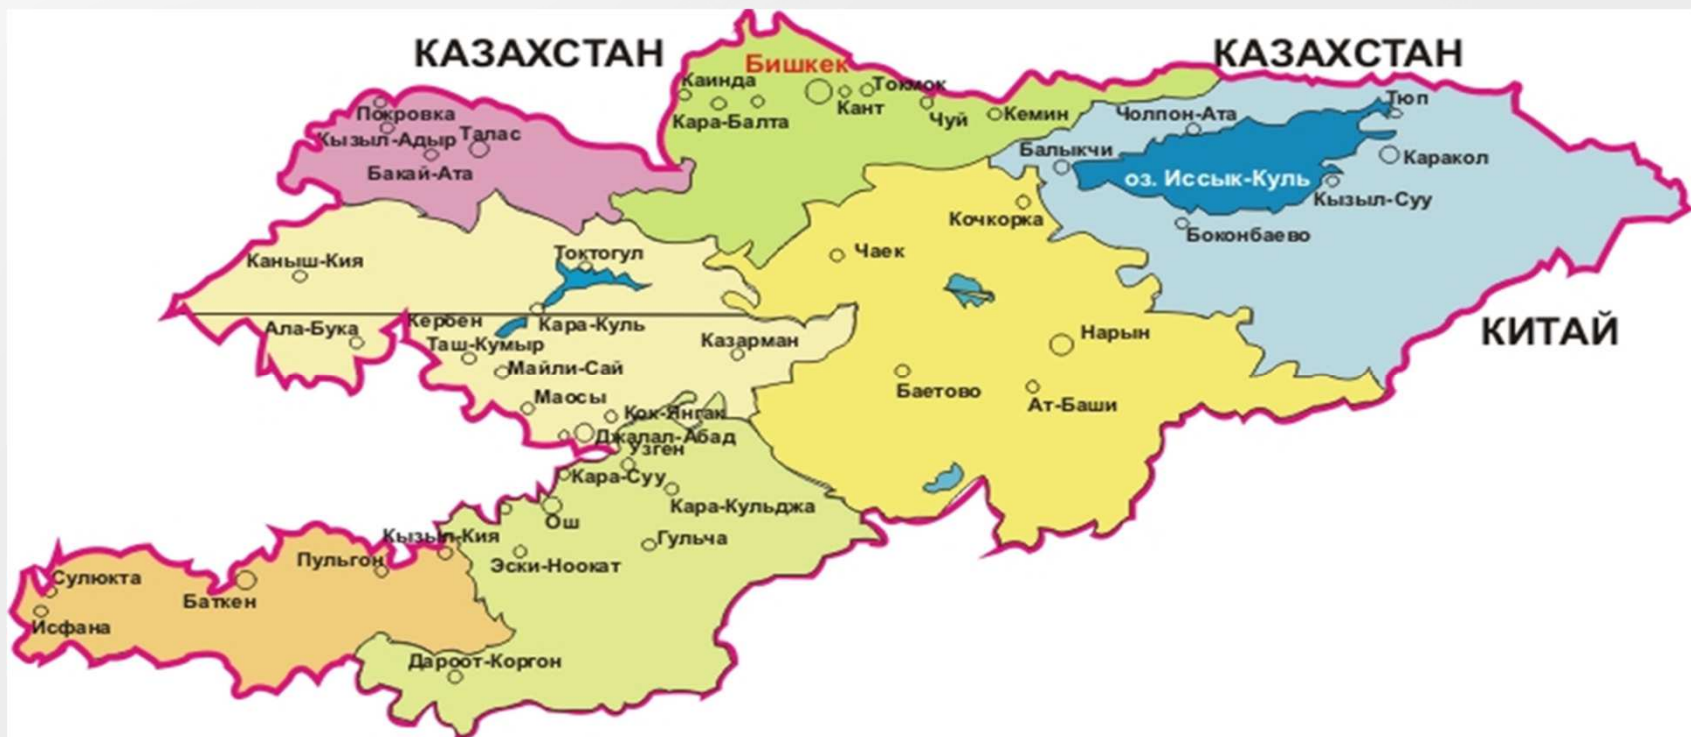 КАЗАХСТАН
КАЗАХСТАН
Бишкек
Каинда
Токмок
Кант
Кара-Балта
Чуй
Кемин
Покровка
Кызыл-Адыр
Талас
Бакай-Ата
Чолпон-Ата
Тюп
Балыкчи
Каракол
оз. Иссык-Куль
Кызыл-Суу
Кочкорка
Боконбаево
Каныш-Кия
Токтогул
Чаек
Ала-Бука
Кербен
Кара-Куль
Таш-Кумыр
Казарман
Нарын
КИТАЙ
Майли-Сай
Маосы
Баетово
Ат-Баши
Кок-Янгак
Джалал-Абад
Узген
Кара-Суу
Кара-Кульджа
Ош
Кызыл-Кия
Гульча
Пульгон
Эски-Ноокат
Сулюкта
Баткен
Исфана
Дароот-Коргон